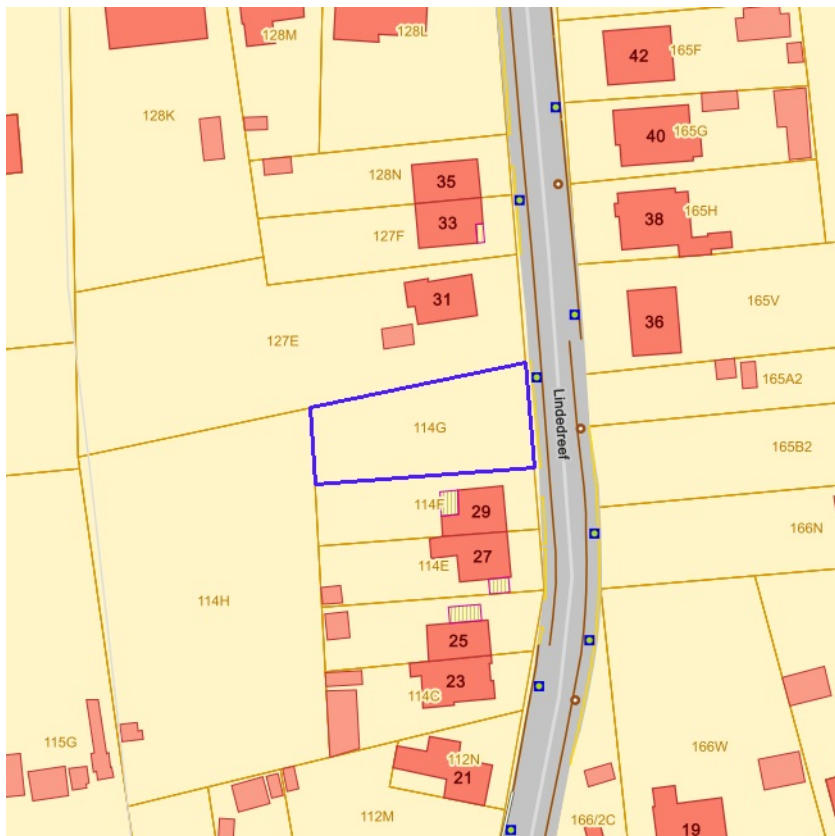 128M
128L
42
165F
128K
40
165G
35
128N
33
127F
38
165H
31
127E
36
165V
165A2
Lindedreef
114G
165B2
114F
29
27
114E
166N
114H
25
23
114C
115G
112N
21
166W
112M
166/2C
19